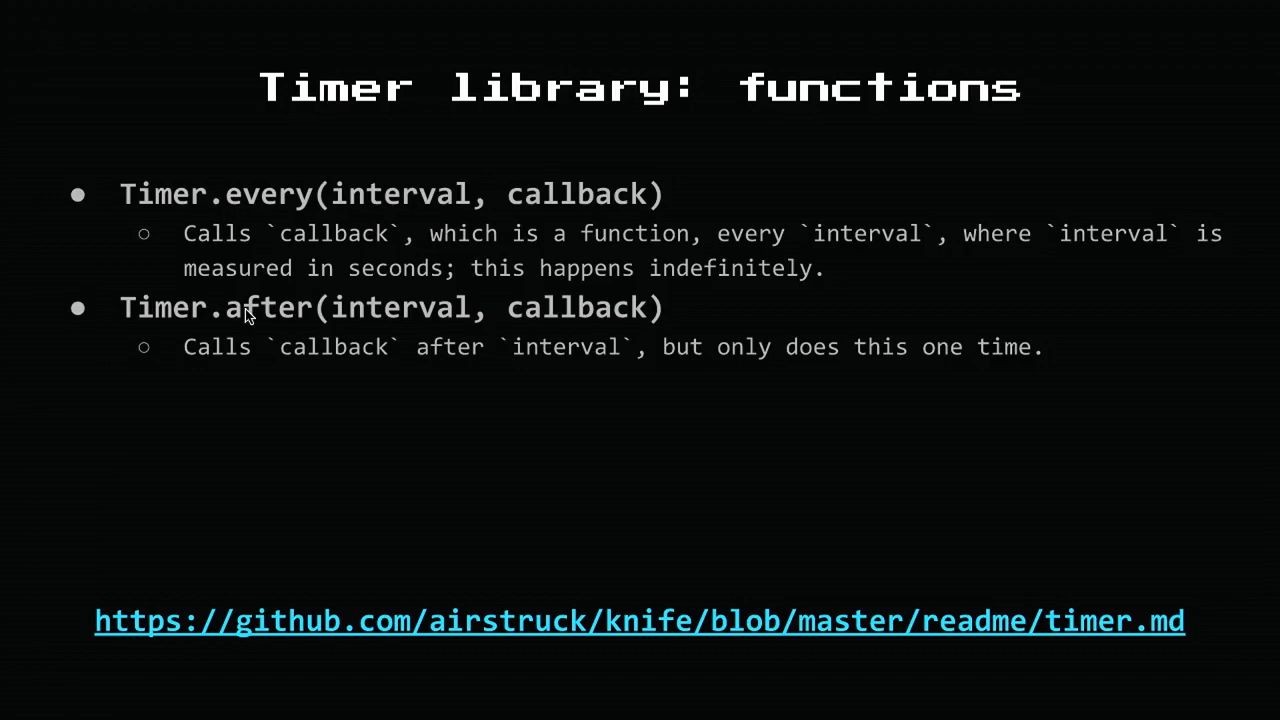 Timer library: functions
● Timer.every(interval, callback)
○ Calls `callback`, which is a function, every `interval`, where `interval` is
measured in seconds; this happens indefinitely.
● Timer.after(interval, callback)
○ Calls `callback` after `interval`, but only does this one time.
https://github.com/airstruck/knife/blob/master/readme/timer.md